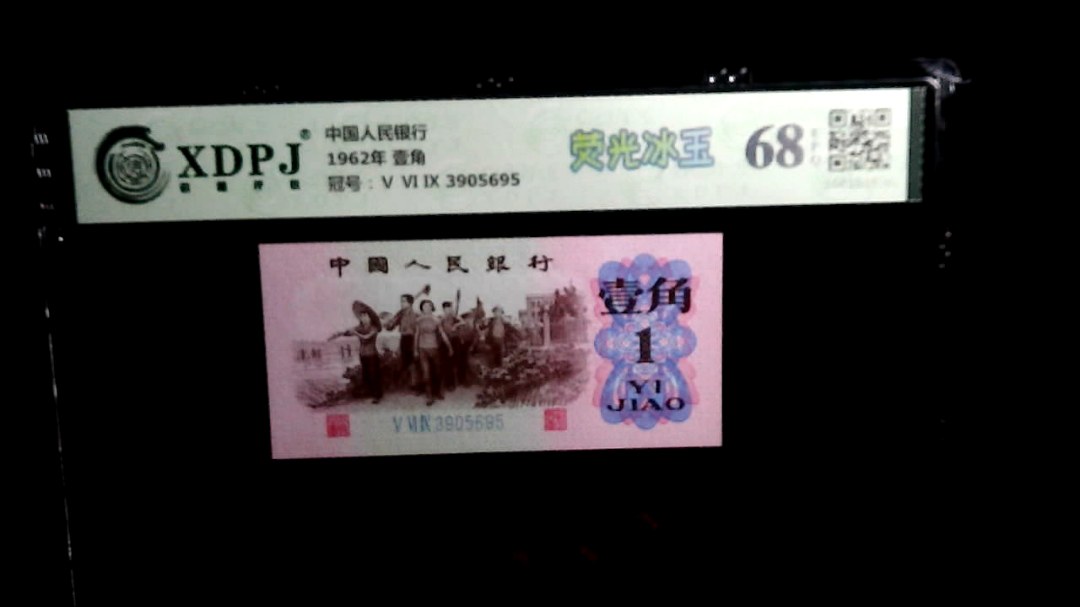 XDPJ®
中国人民银行
1962年 壹角
冠号：V VI IX 3905695
荧光冰玉
68
中國人民銀行
壹角
1
YI
JIAO
V VI IX 3905695